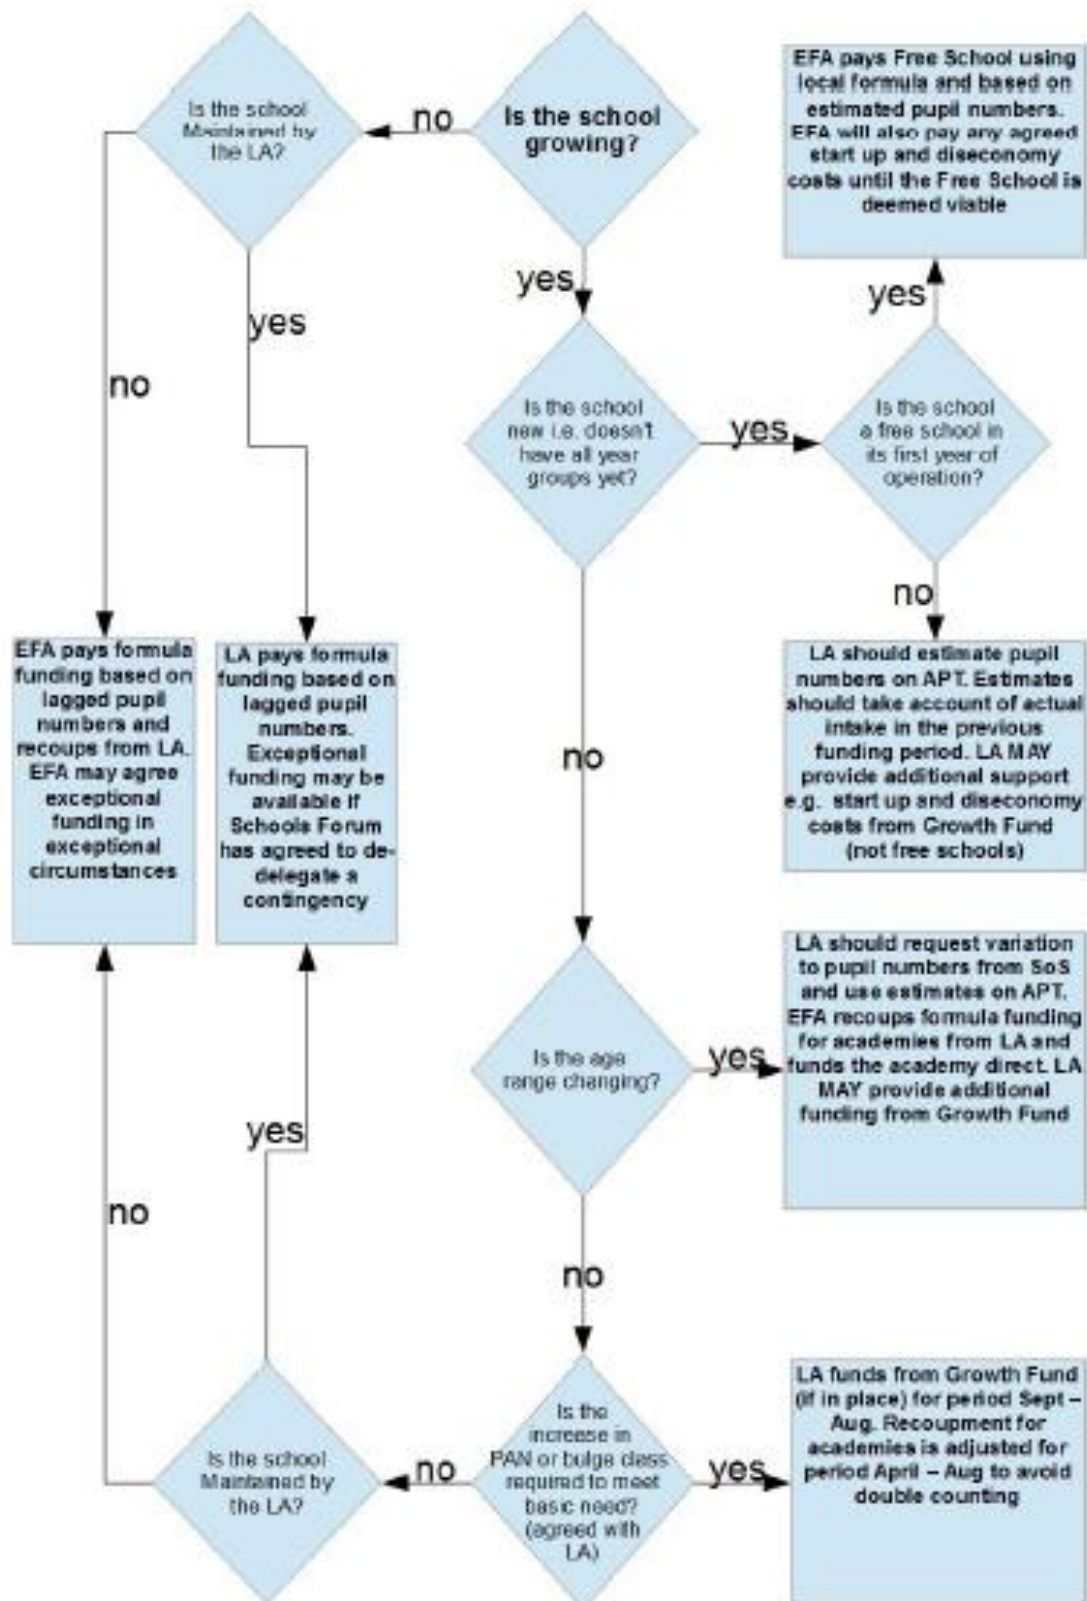 Is the school
growing?
no
yes
Is the school
Maintained by
the LA?
no
yes
EFA pays Free School using
local formula and based on
estimated pupil numbers.
EFA will also pay any agreed
start up and diseconomy
costs until the Free School is
deemed viable
yes
Is the school
new i.e. doesn't
have all year
groups yet?
yes
no
Is the school
a free school in
its first year of
operation?
no
EFA pays formula
funding based on
lagged pupil
numbers and
recoups from LA.
EFA may agree
exceptional
funding in
exceptional
circumstances
LA pays formula
funding based on
lagged pupil
numbers.
Exceptional
funding may be
available if
Schools Forum
has agreed to de-
delegate a
contingency
LA should estimate pupil
numbers on APT. Estimates
should take account of actual
intake in the previous
funding period. LA MAY
provide additional support
e.g. start up and diseconomy
costs from Growth Fund
(not free schools)
Is the age
range changing?
yes
no
LA should request variation
to pupil numbers from SoS
and use estimates on APT.
EFA recoups formula funding
for academies from LA and
funds the academy direct. LA
MAY provide additional
funding from Growth Fund
yes
no
Is the school
Maintained by
the LA?
no
Is the
increase in
PAN or bulge class
required to meet
basic need?
(agreed with
LA)
yes
LA funds from Growth Fund
(if in place) for period Sept –
Aug. Recoupment for
academies is adjusted for
period April – Aug to avoid
double counting